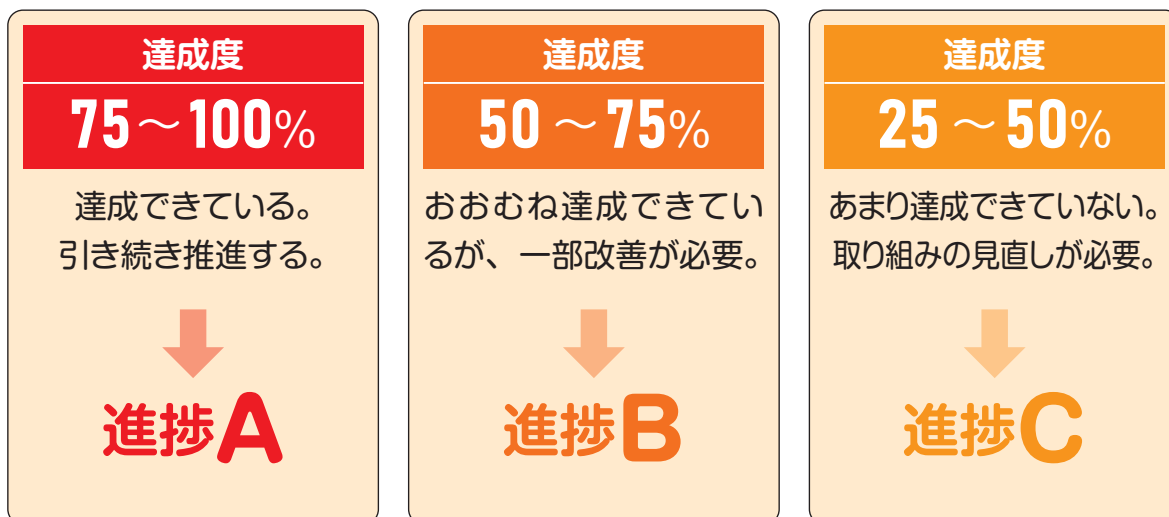 達成度
75～100%
達成できている。
引き続き推進する。
進捗A
達成度
50～75%
おおむね達成できてい
るが、一部改善が必要。
進捗B
達成度
25～50%
あまり達成できていない。
取り組みの見直しが必要。
進捗C